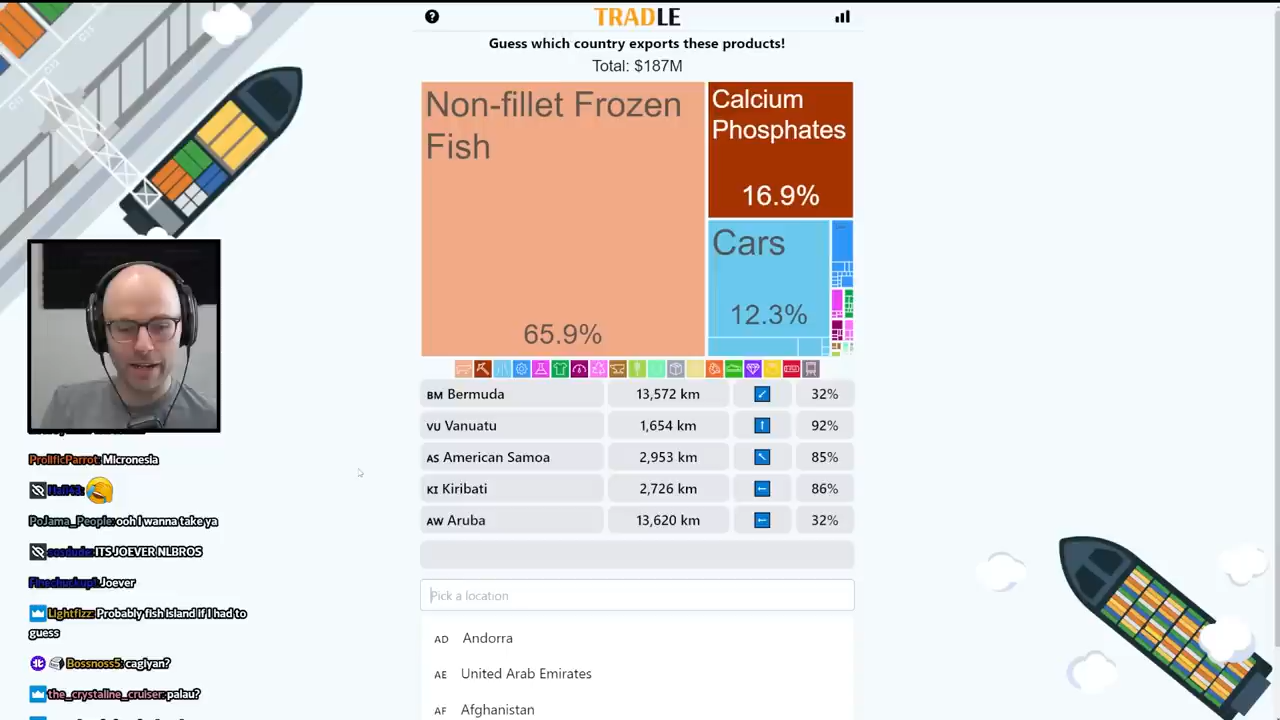 TRADLE
Guess which country exports these products!
Total: $187M
Non-fillet Frozen
Fish
65.9%
Calcium
Phosphates
16.9%
Cars
12.3%
BM Bermuda 13,572 km 32%
VU Vanuatu 1,654 km 92%
AS American Samoa 2,953 km 85%
KI Kiribati 2,726 km 86%
AW Aruba 13,620 km 32%
Pick a location
AD Andorra
AE United Arab Emirates
AF Afghanistan
ProlificParrot: Micronesia
PoJama_People: ooh I wanna take ya
ITS JOEVER NLBROS
Joever
Lightfizz: Probably fish island if I had to
guess
Bossnoss5: cagiyan?
the_crystaline_cruiser: palau?